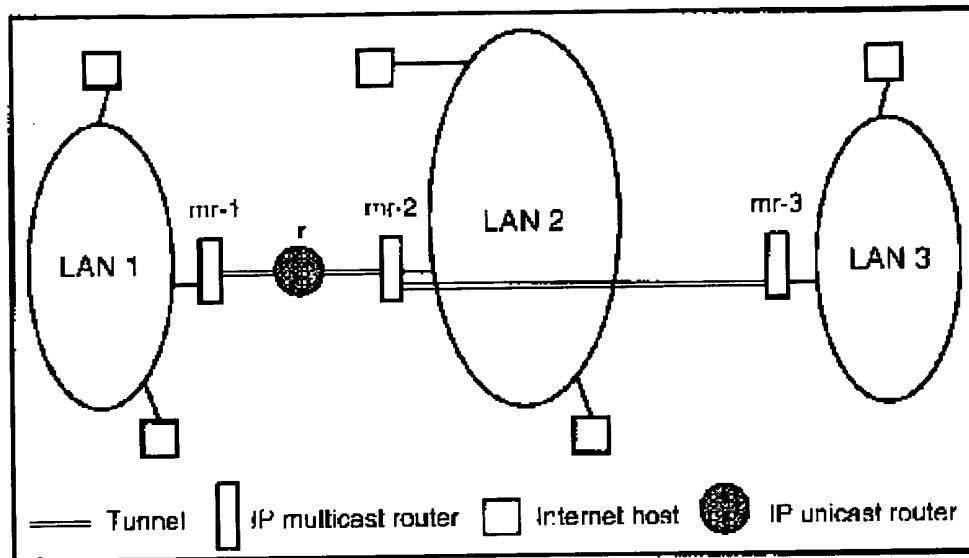 mr-1
r
mr-2
mr-3
LAN 1
LAN 2
LAN 3
Tunnel
IP multicast router
Internet host
IP unicast router